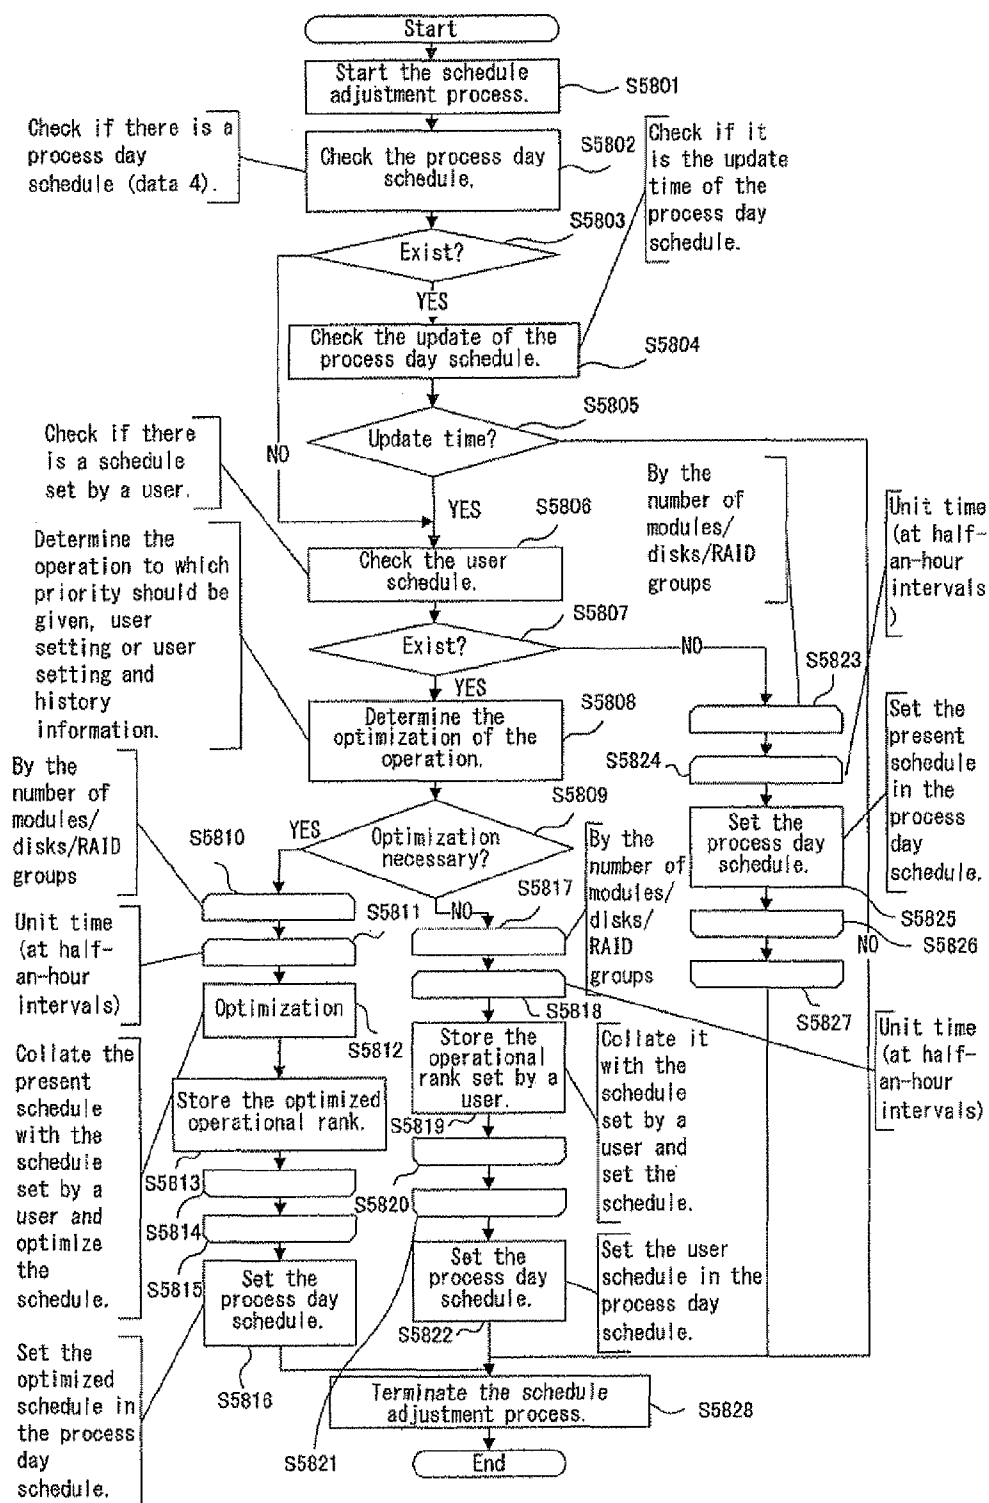 Start
Start the schedule
adjustment process.
S5801
Check if there is a
process day
schedule (data 4).
Check the process day
schedule.
S5802
Check if it
is the update
time of the
process day
schedule.
S5803
Exist?
YES
Check the update of the
process day schedule.
S5804
S5805
Update time?
NO
YES
Check if there
is a schedule
set by a user.
S5806
Check the user
schedule.
By the
number of
modules/
disks/RAID
groups
Unit time
(at half-
an-hour
intervals
)
Determine the
operation to which
priority should be
given, user
setting or user
setting and
history
information.
S5807
Exist?
NO
YES
S5823
S5808
Determine the
optimization of the
operation.
S5824
Set the
present
schedule
in the
process
day
schedule.
By the
number of
modules/
disks/RAID
groups
S5809
YES
Optimization
necessary?
NO
Set the
process day
schedule.
S5825
S5826
NO
S5827
S5810
S5811
S5817
By the
number of
modules/
disks/
RAID
groups
Unit time
(at half-
an-hour
intervals)
Optimization
S5812
S5818
Unit time
(at half-
an-hour
intervals)
Collate the
present
schedule
with the
schedule
set by a
user and
optimize
the
schedule.
Store the optimized
operational rank.
S5813
S5814
S5815
Store the
operational
rank set by a
user.
S5819
S5820
Collate it
with the
schedule
set by a
user and
set the
schedule.
Set the
process day
schedule.
S5816
Set the
process day
schedule.
S5822
Set the user
schedule in the
process day
schedule.
Set the
optimized
schedule in
the process
day
schedule.
S5821
Terminate the schedule
adjustment process.
S5828
End